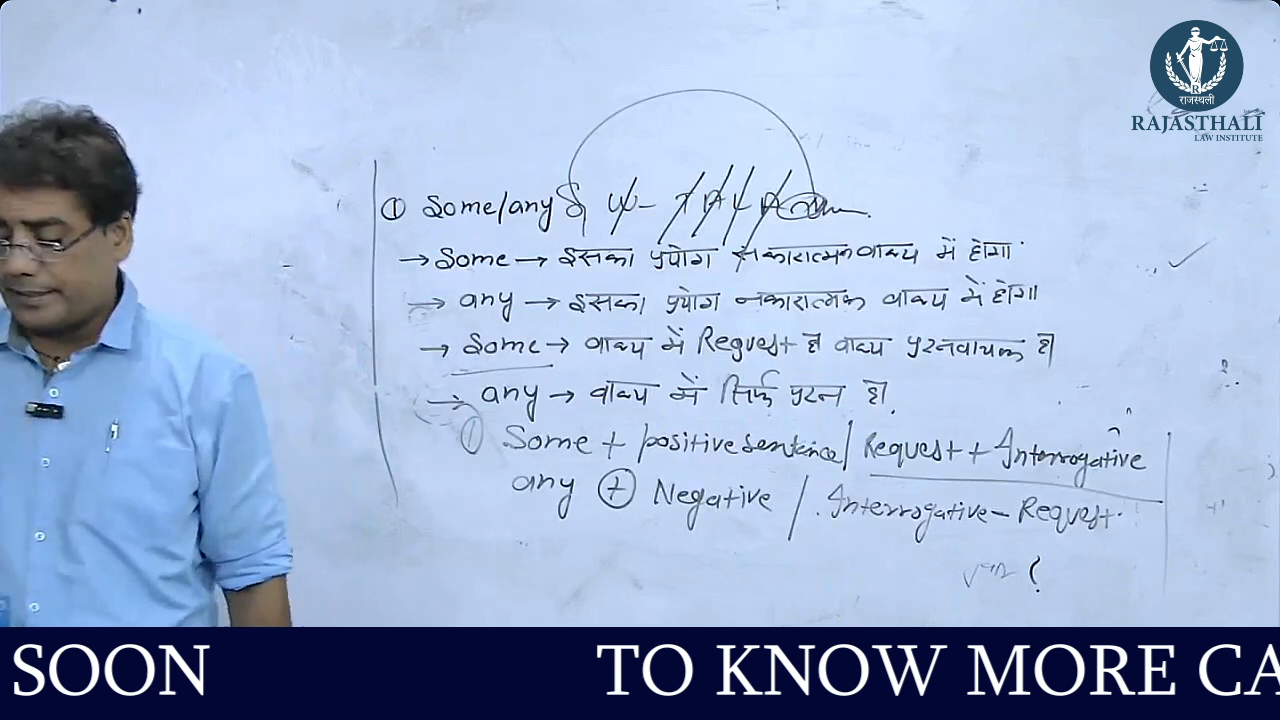 राजस्थली
RAJASTHALI
LAW INSTITUTE
① Some/any
→ Some → इसका प्रयोग सकारात्मक वाक्य में होगा
→ any → इसका प्रयोग नकारात्मक वाक्य में होगा
→ Some → वाक्य में Request हो वाक्य प्रश्नवाचक हो
→ any → वाक्य में सिर्फ प्रश्न हो.
① Some + positive sentence/ Request + Interrogative
any + Negative / Interrogative - Request.
SOON TO KNOW MORE CA